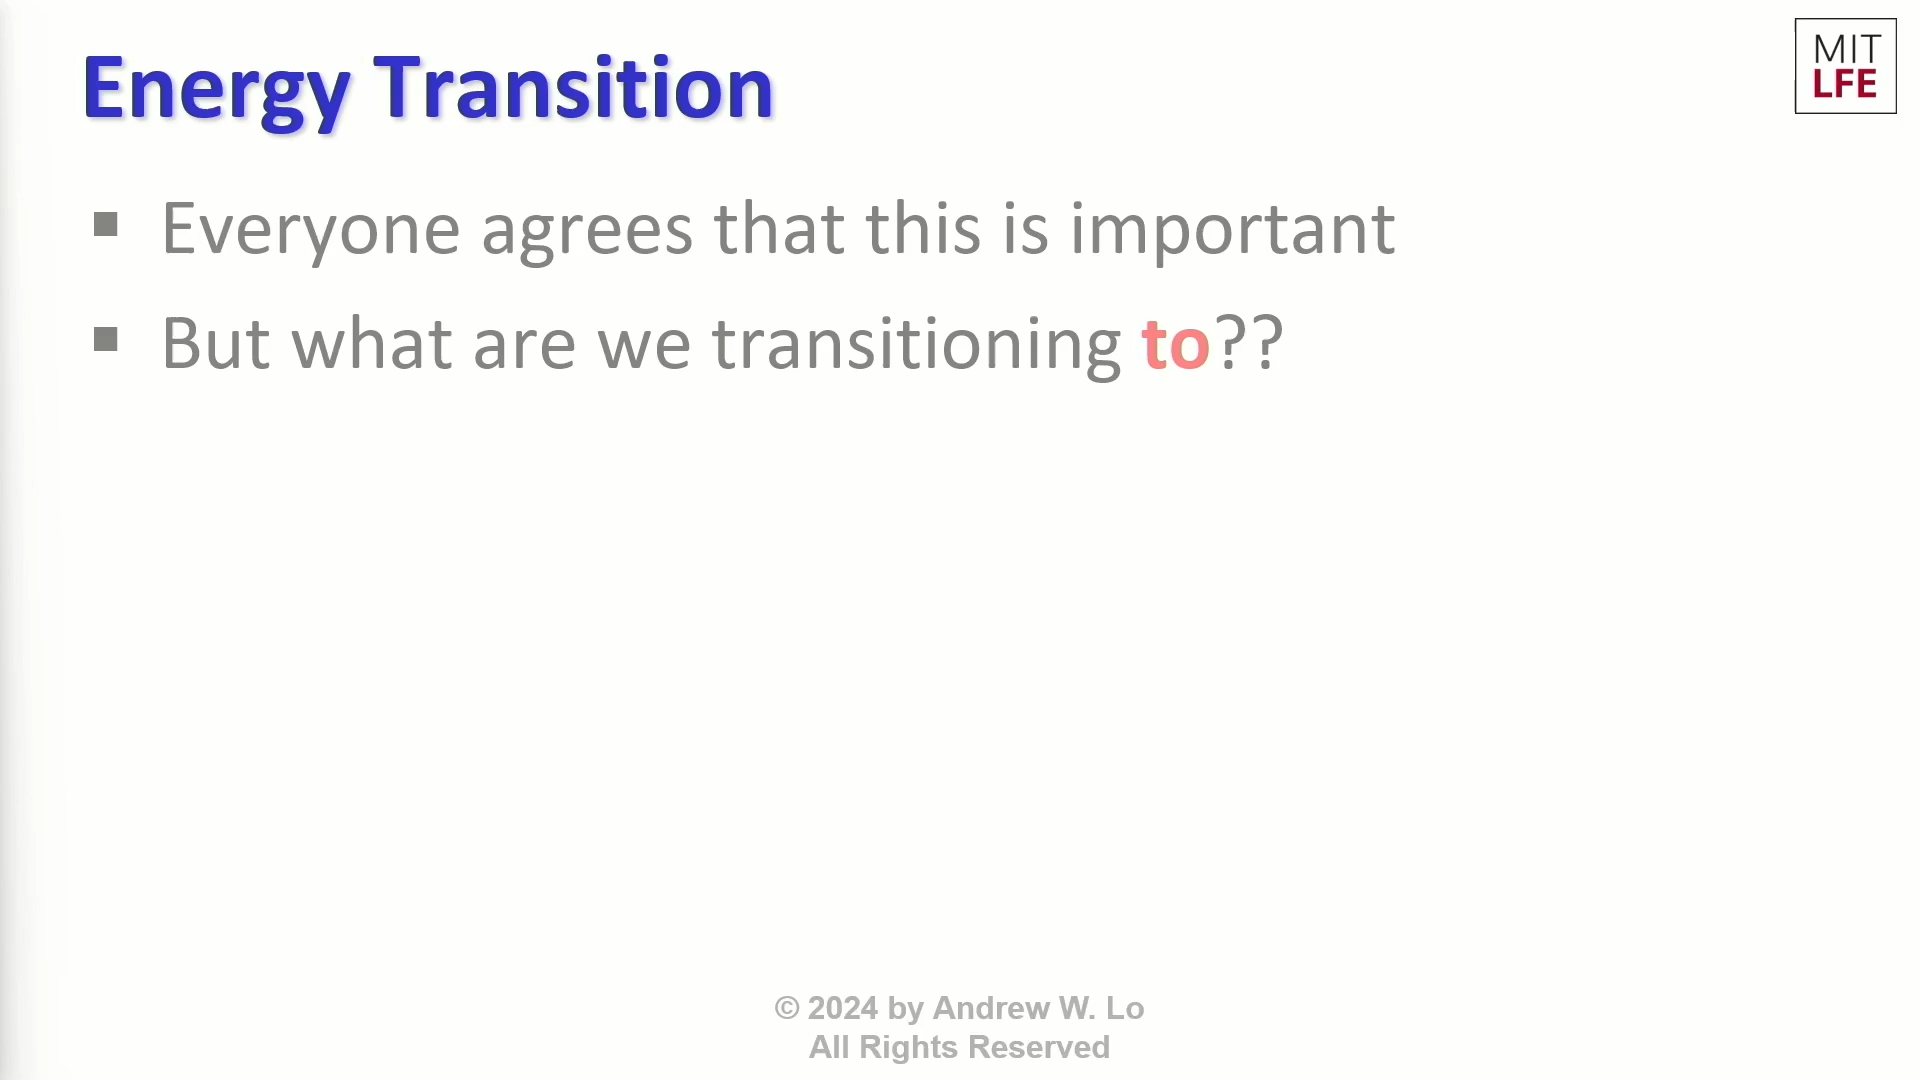 Energy Transition
MIT
LFE
▪ Everyone agrees that this is important
▪ But what are we transitioning to??
© 2024 by Andrew W. Lo
All Rights Reserved